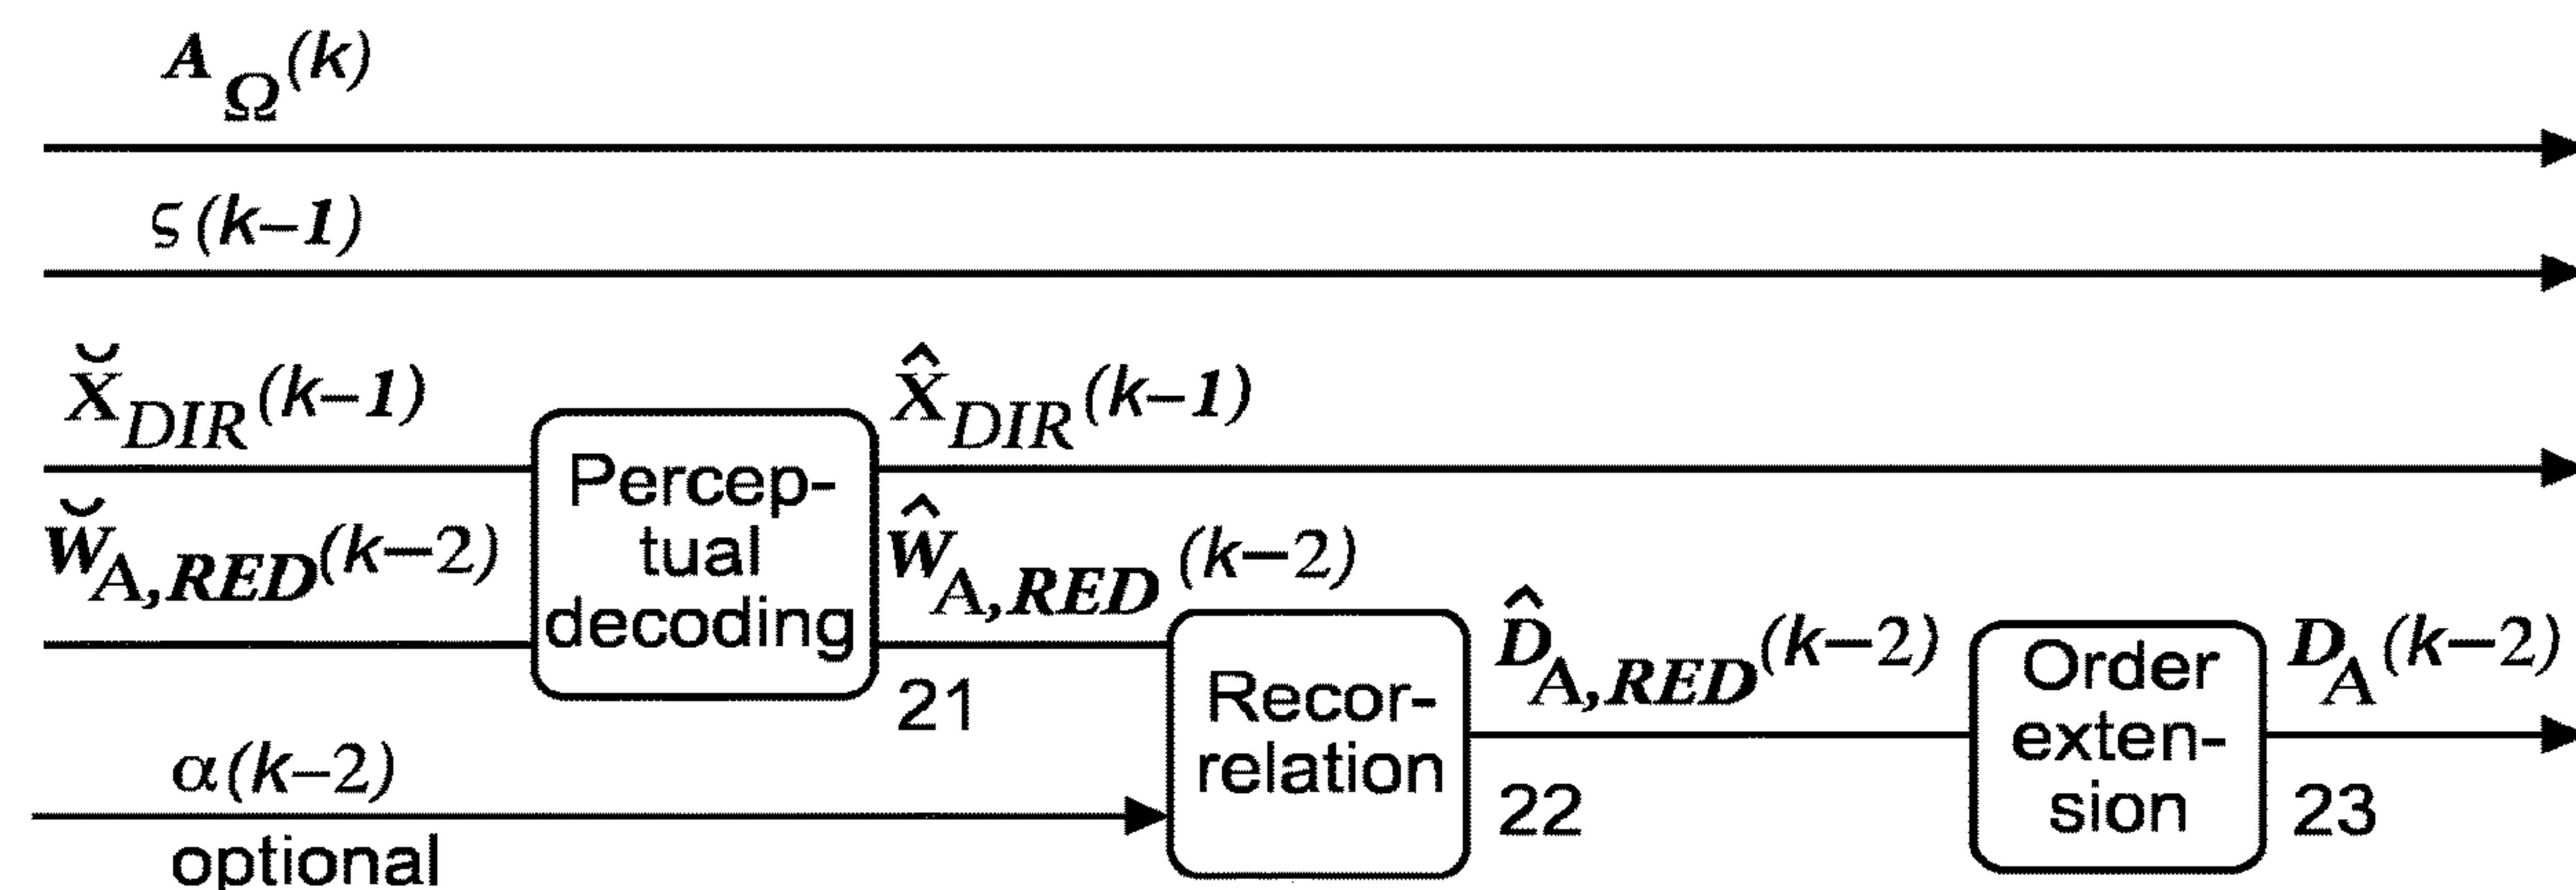 A_Ω(k)
ς(k–1)
X̆_DIR(k–1)
X̂_DIR(k–1)
W̆_A,RED(k–2)
Percep-
tual
decoding
Ŵ_A,RED(k–2)
21
α(k–2)
optional
Recor-
relation
D̂_A,RED(k–2)
22
Order
exten-
sion
D_A(k–2)
23